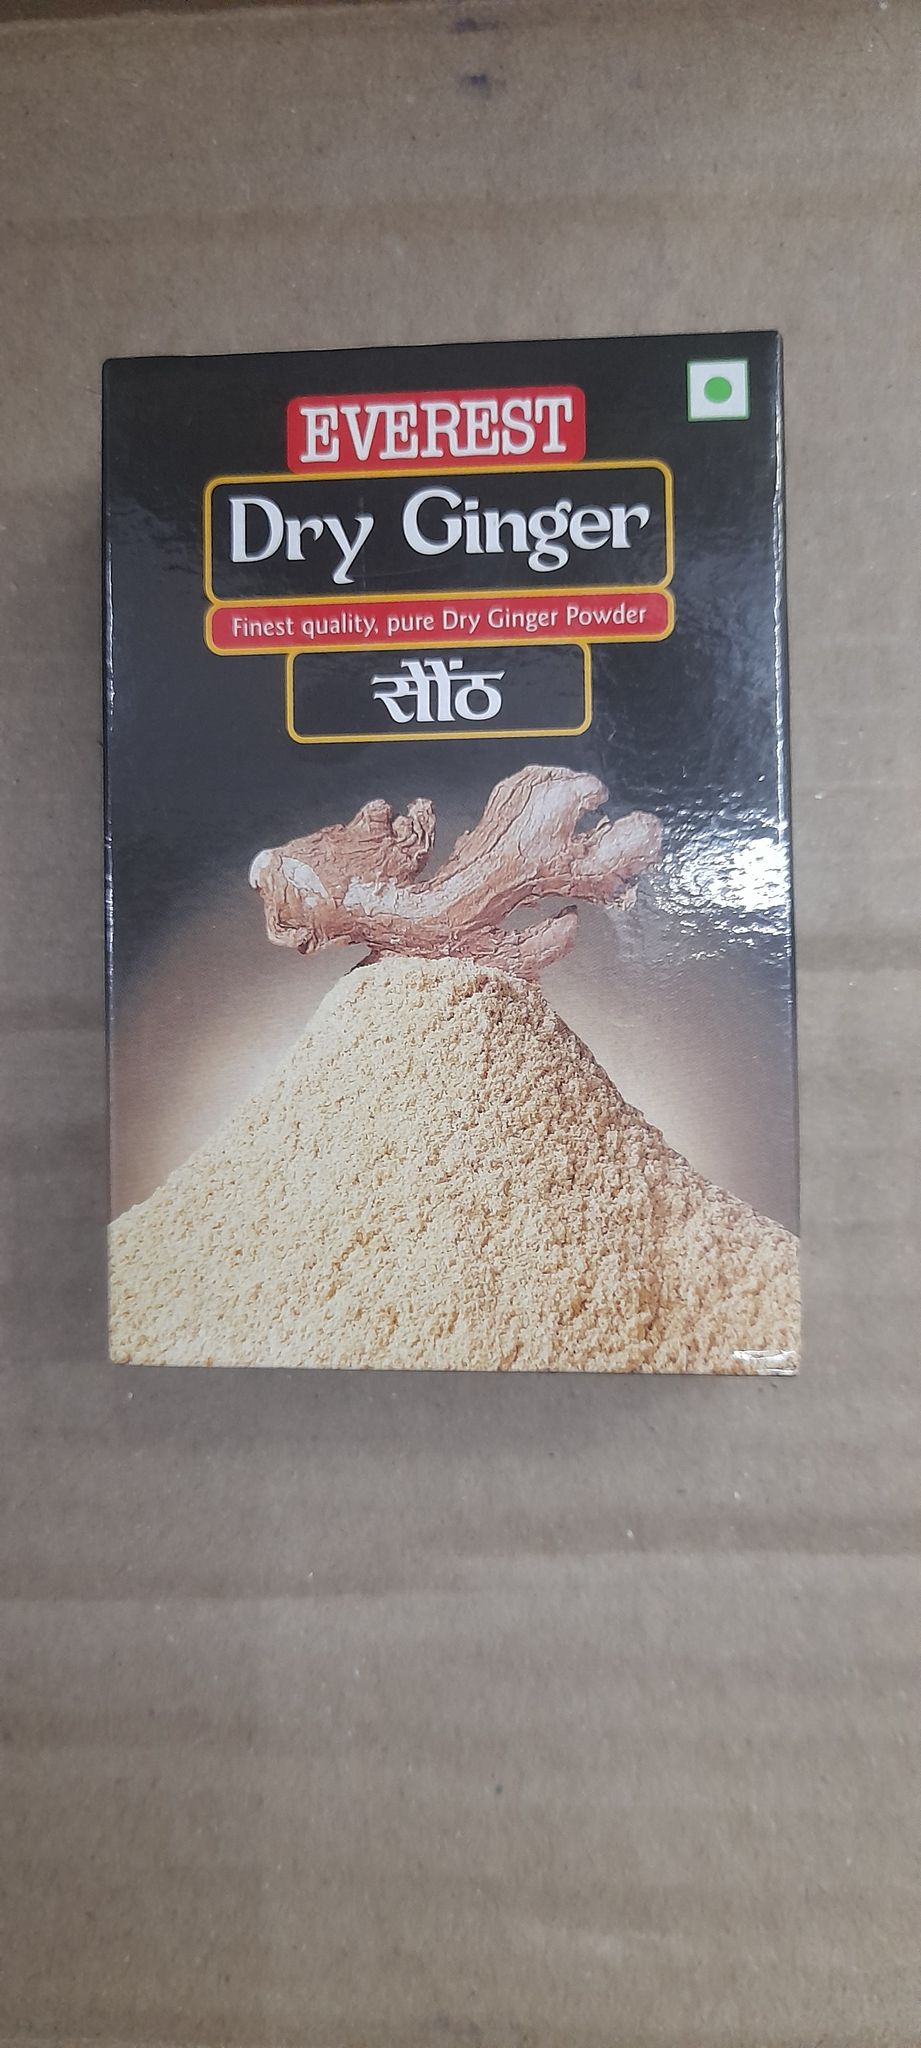 EVEREST
Dry Ginger
Finest quality, pure Dry Ginger Powder
सौंठ